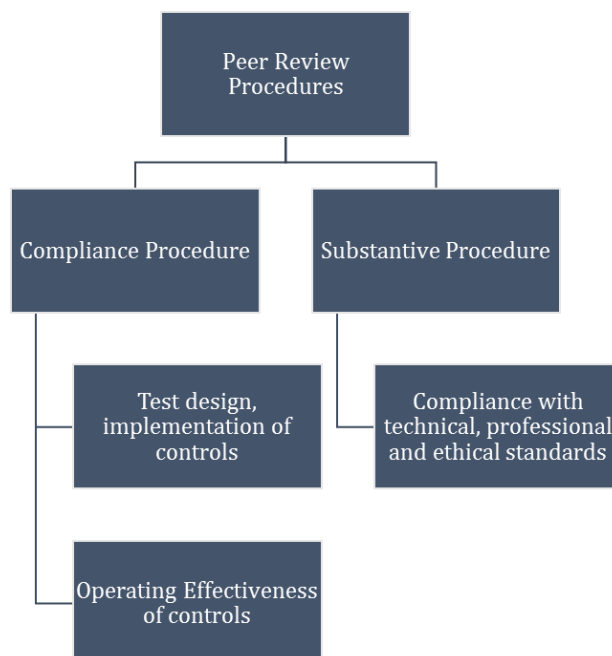 Peer Review
Procedures
Compliance Procedure
Substantive Procedure
Test design,
implementation of
controls
Compliance with
technical, professional
and ethical standards
Operating Effectiveness
of controls